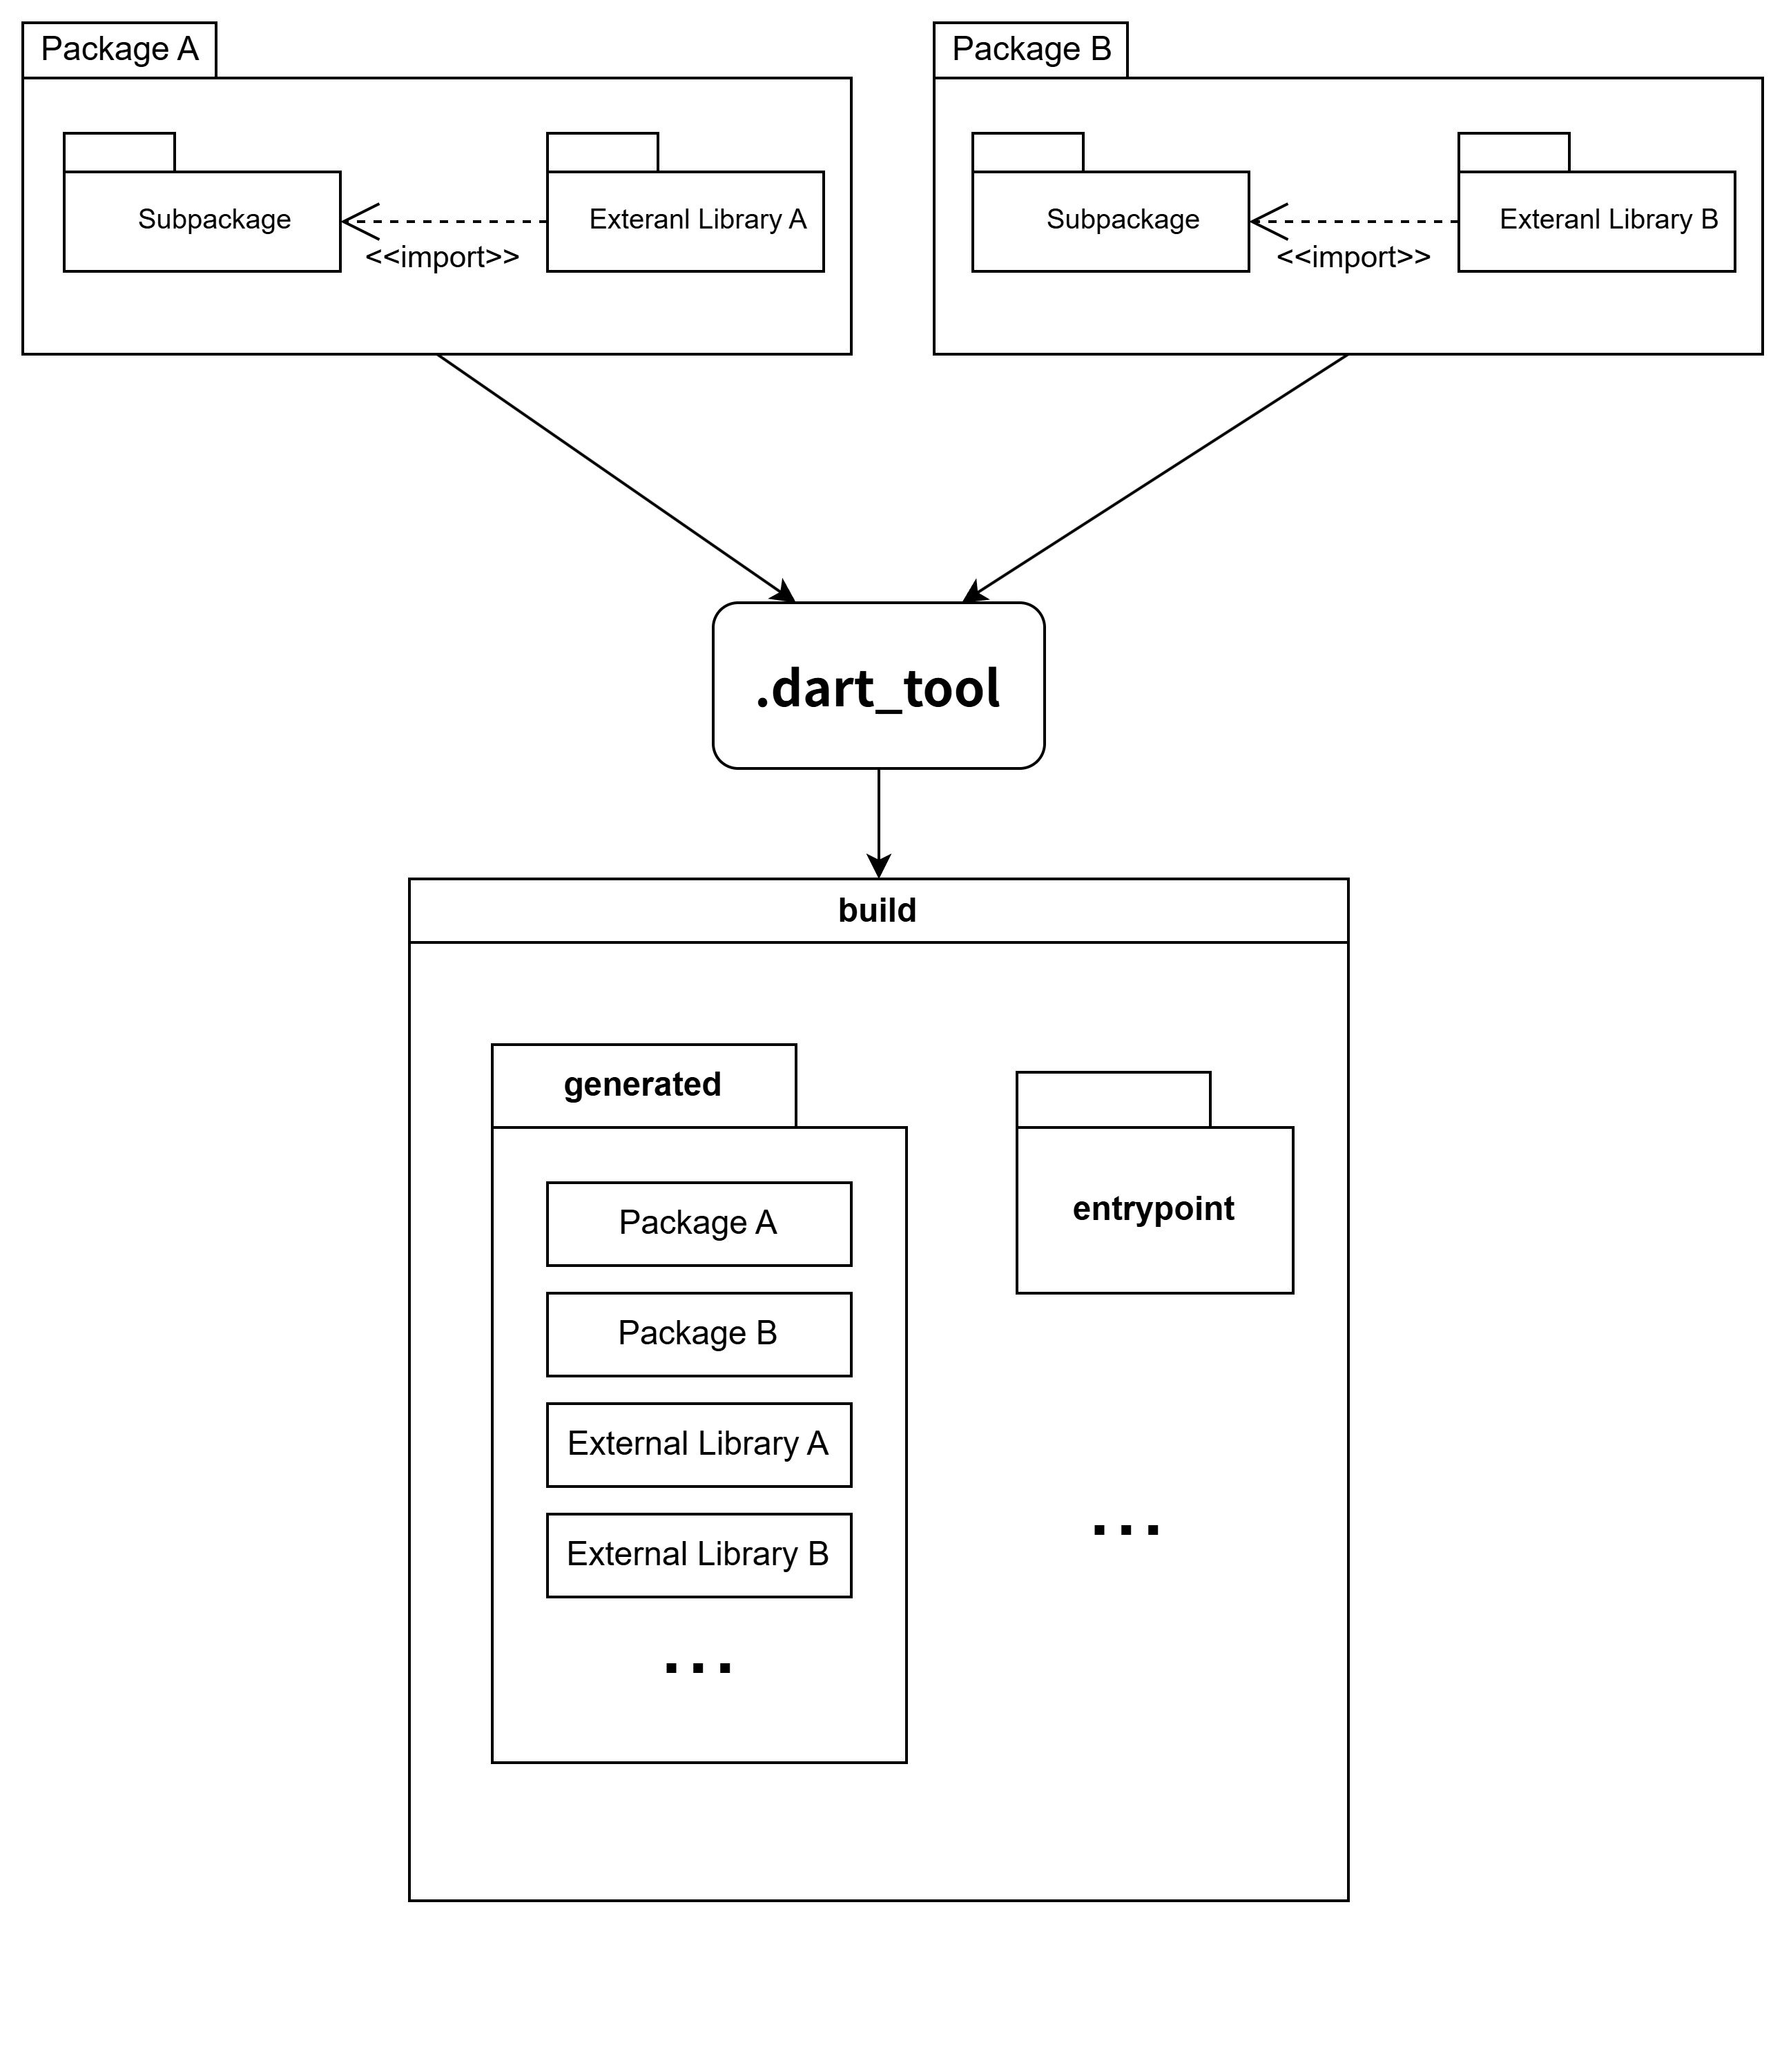 Package A
Package B
Subpackage
<<import>>
Exteranl Library A
Subpackage
<<import>>
Exteranl Library B
.dart_tool
build
generated
Package A
Package B
External Library A
External Library B
...
entrypoint
...